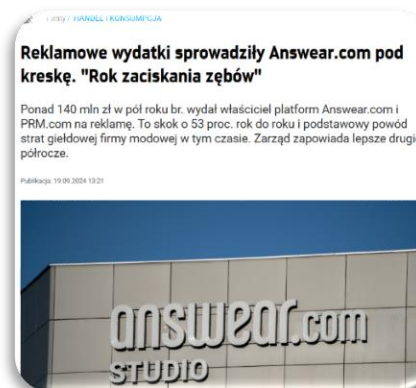 Firmy / HANDEL I KONSUMPCJA
Reklamowe wydatki sprowadziły Answear.com pod
kreskę. "Rok zaciskania zębów"
Ponad 140 mln zł w pół roku br. wydał właściciel platform Answear.com i
PRM.com na reklamę. To skok o 53 proc. rok do roku i podstawowy powód
strat giełdowej firmy modowej w tym czasie. Zarząd zapowiada lepsze drugi
półrocze.
Publikacja: 19.09.2024 13:21
answear.com
STUDIO